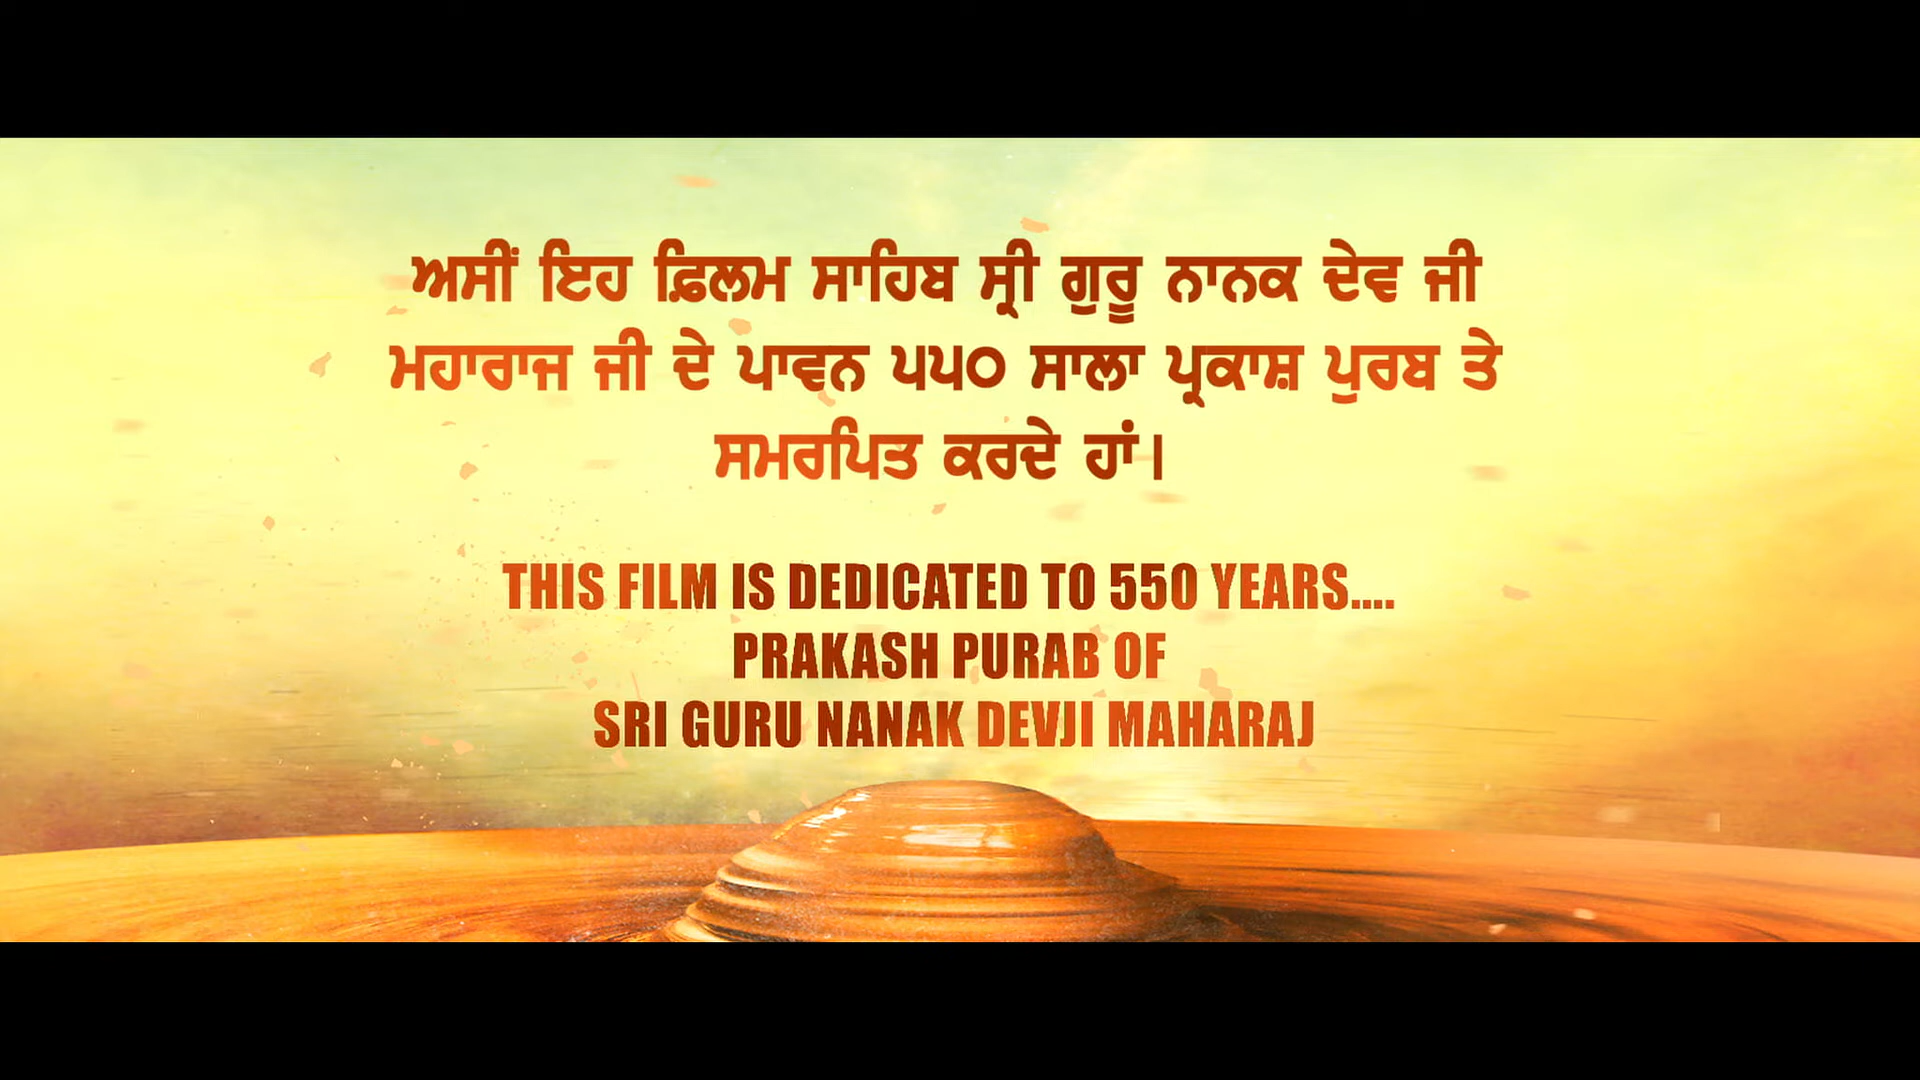 ਅਸੀਂ ਇਹ ਫ਼ਿਲਮ ਸਾਹਿਬ ਸ੍ਰੀ ਗੁਰੂ ਨਾਨਕ ਦੇਵ ਜੀ
ਮਹਾਰਾਜ ਜੀ ਦੇ ਪਾਵਨ ੫੫੦ ਸਾਲਾ ਪ੍ਰਕਾਸ਼ ਪੁਰਬ ਤੇ
ਸਮਰਪਿਤ ਕਰਦੇ ਹਾਂ।
THIS FILM IS DEDICATED TO 550 YEARS....
PRAKASH PURAB OF
SRI GURU NANAK DEVJI MAHARAJ